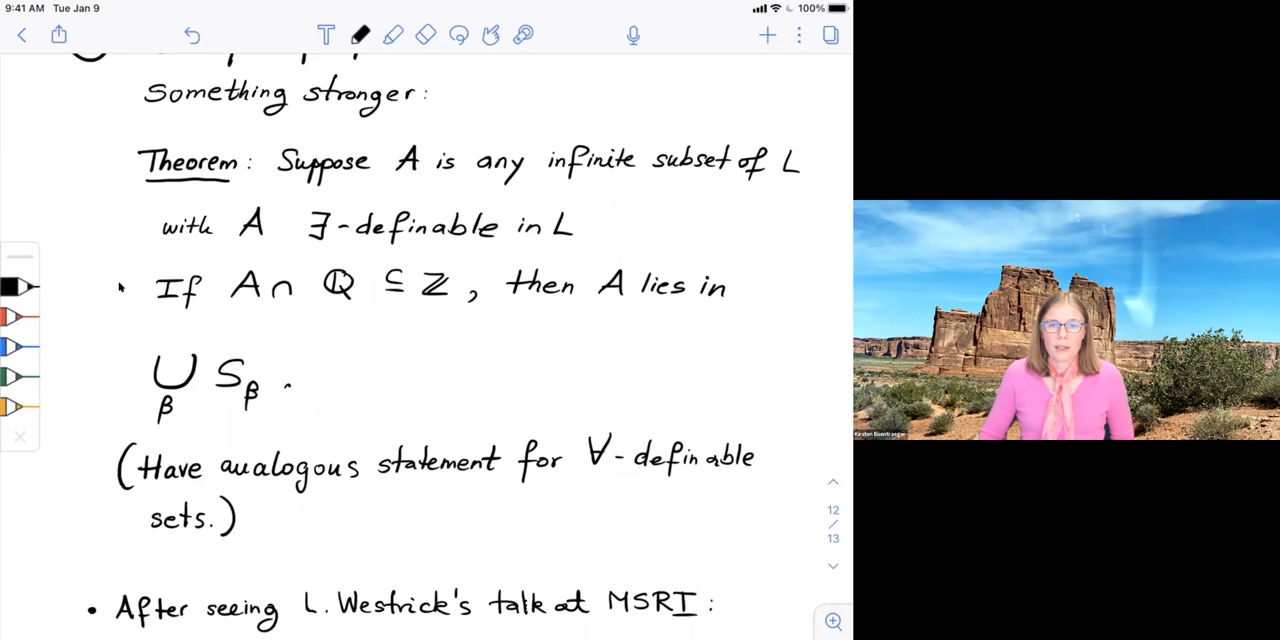 9:41 AM Tue Jan 9
100%
Something stronger:
Theorem: Suppose A is any infinite subset of L
with A ∃-definable in L
If A ∩ ℚ ⊆ ℤ, then A lies in
⋃ S_β .
β
(Have analogous statement for ∀-definable
sets.)
12
/
13
• After seeing L. Westrick's talk at MSRI:
Kirsten Eisentraeger